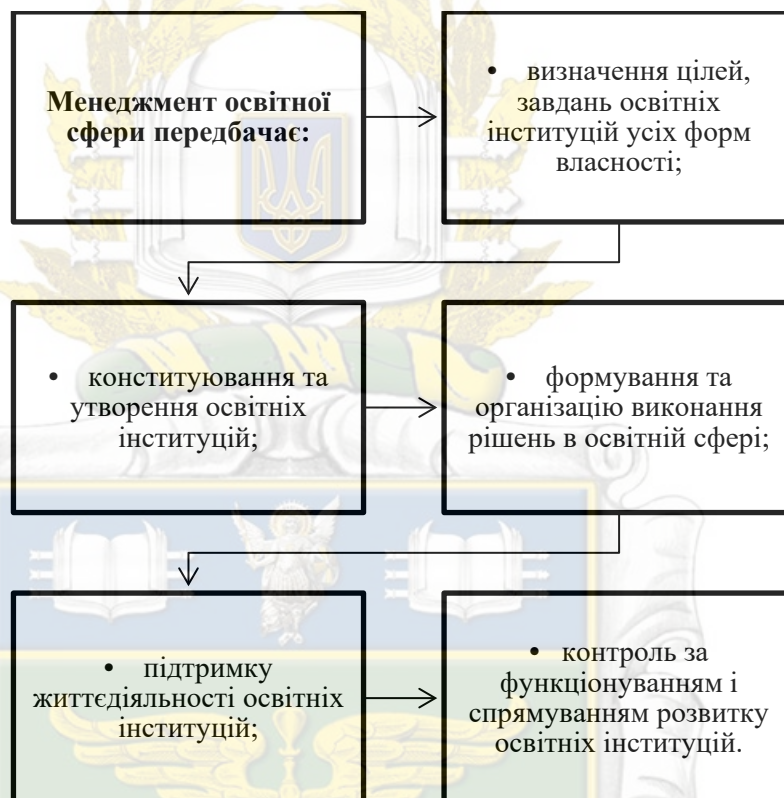 Менеджмент освітної
сфери передбачає:
• визначення цілей,
завдань освітніх
інституцій усіх форм
власності;
• конституювання та
утворення освітніх
інституцій;
• формування та
організацію виконання
рішень в освітній сфері;
• підтримку
життєдіяльності освітніх
інституцій;
• контроль за
функціонуванням і
спрямуванням розвитку
освітніх інституцій.